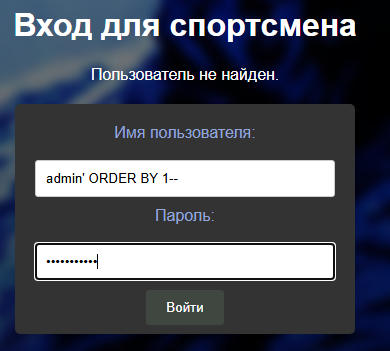 Вход для спортсмена
Пользователь не найден.
Имя пользователя:
admin' ORDER BY 1--
Пароль:
•••••••••••
Войти